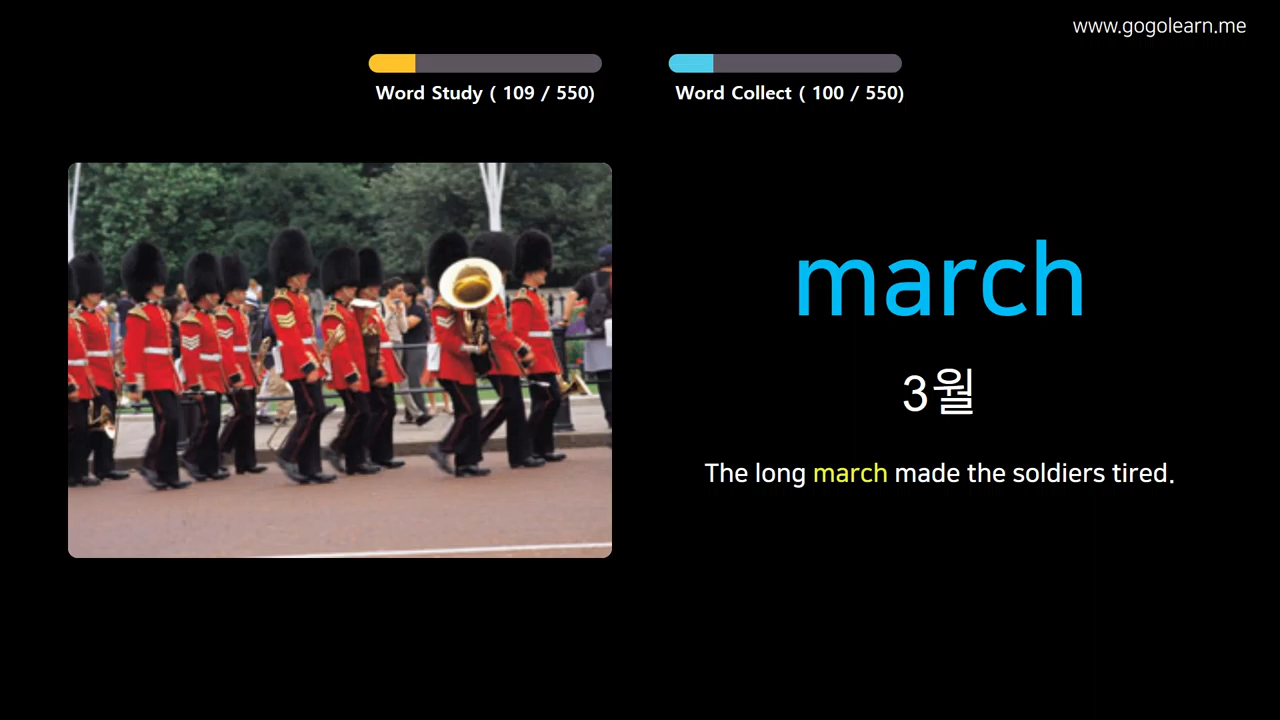 www.gogolearn.me
Word Study ( 109 / 550)
Word Collect ( 100 / 550)
march
3월
The long march made the soldiers tired.